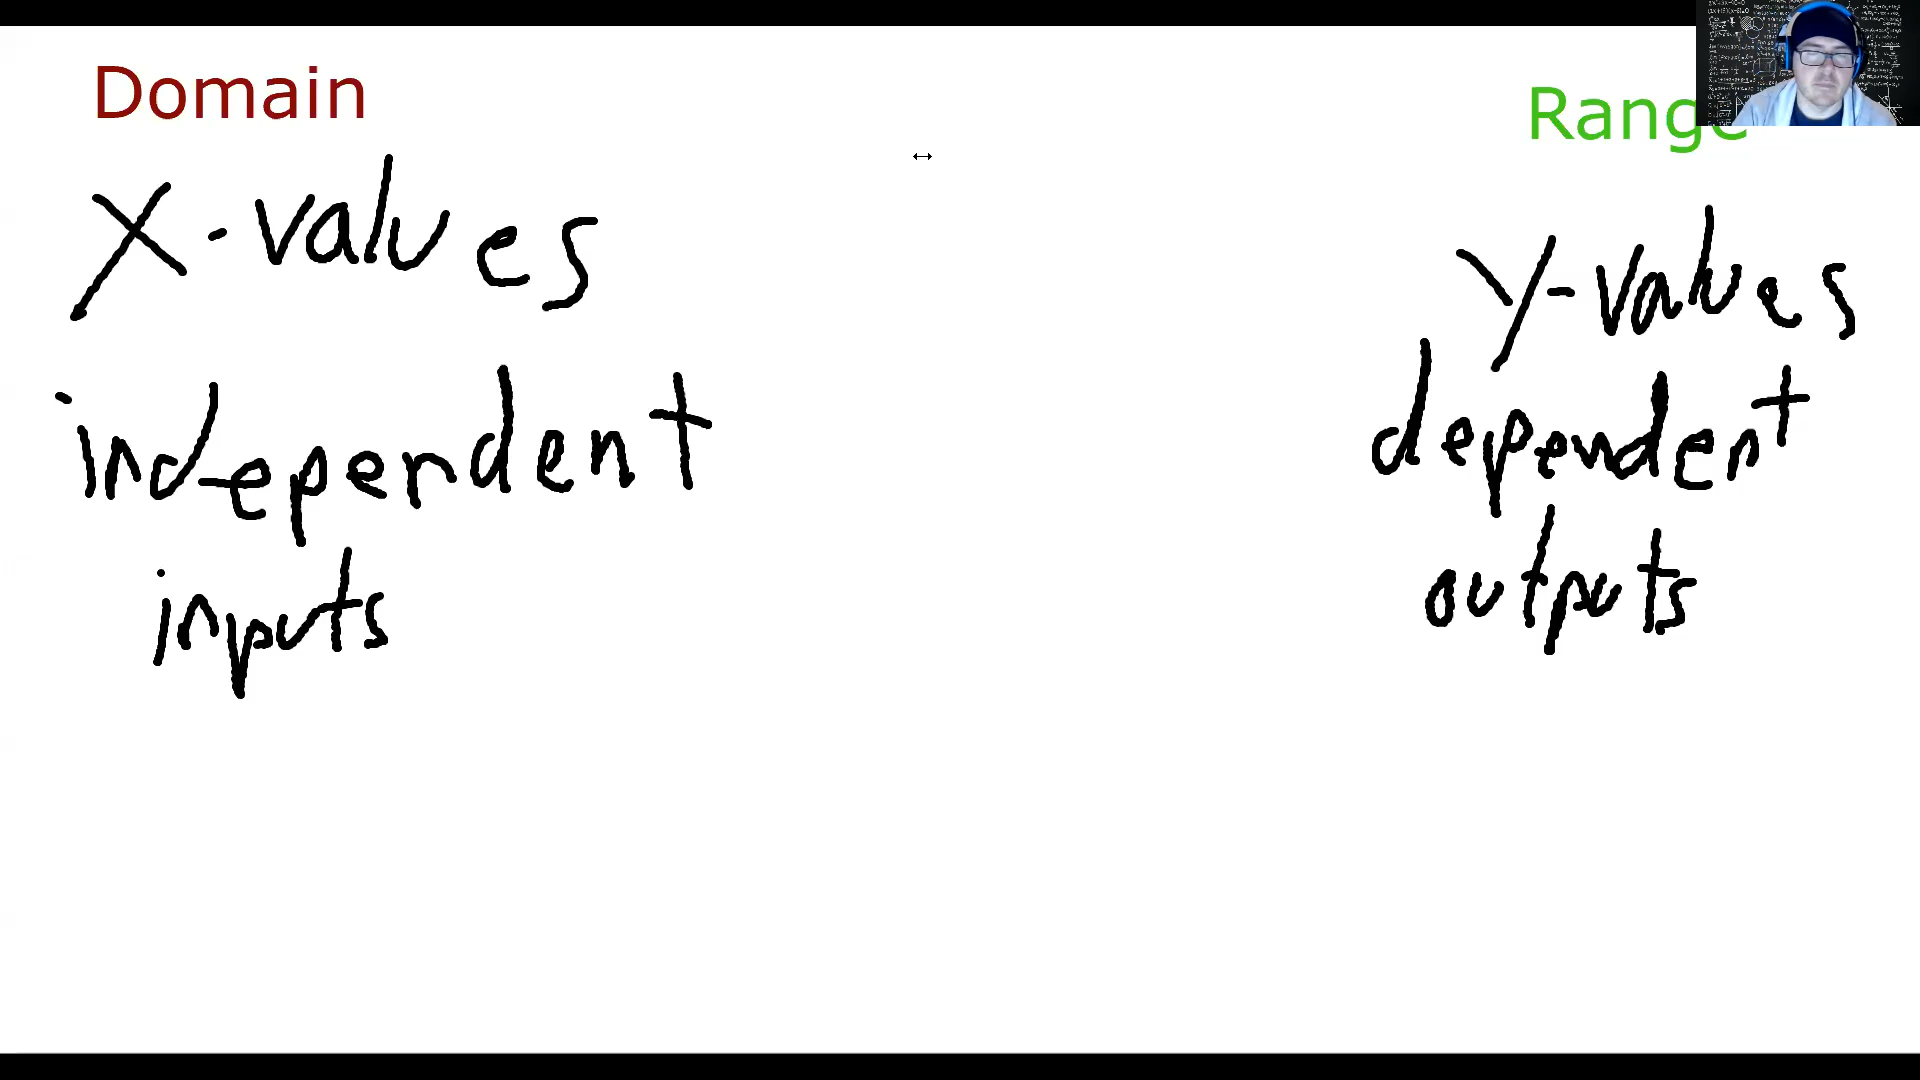 Domain
Range
X-values
y-values
independent
dependent
inputs
outputs